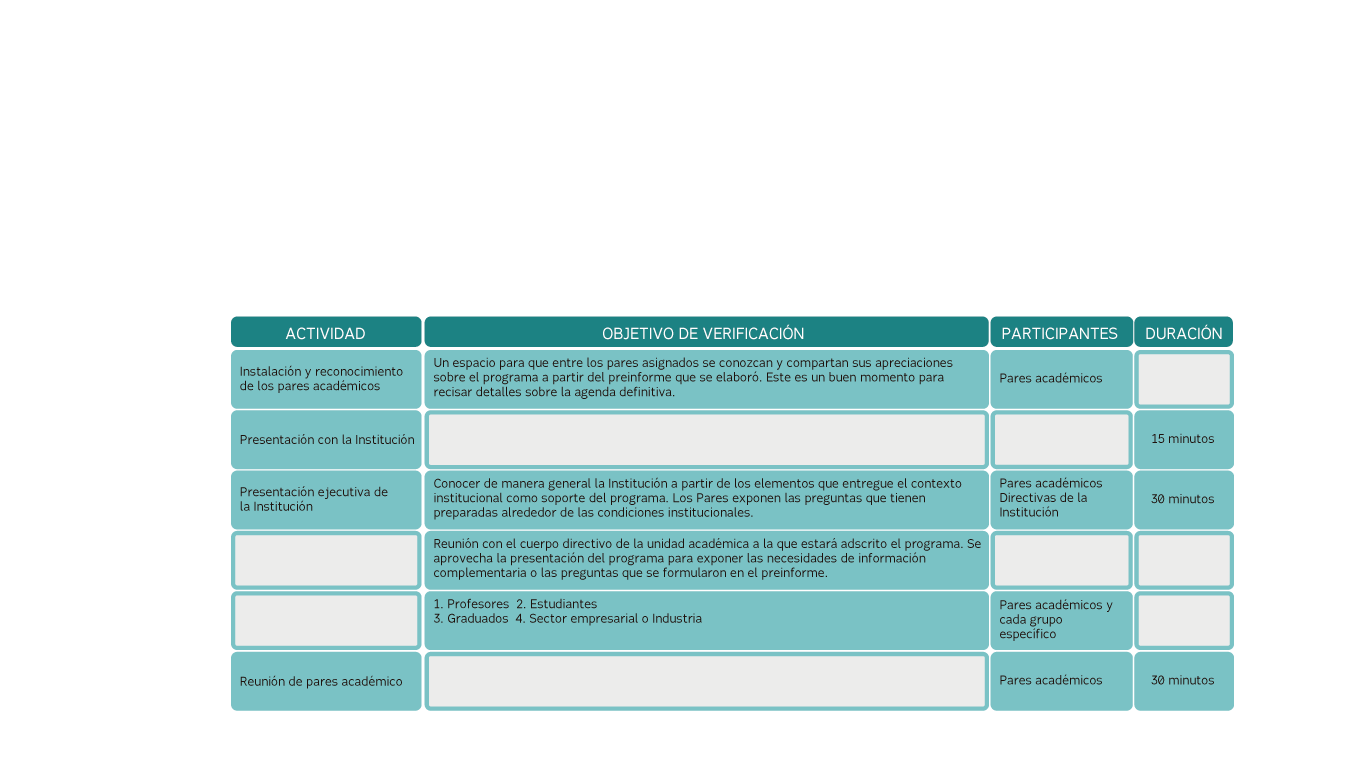 ACTIVIDAD OBJETIVO DE VERIFICACIÓN PARTICIPANTES DURACIÓN
Instalación y reconocimiento
de los pares académicos
Un espacio para que entre los pares asignados se conozcan y compartan sus apreciaciones
sobre el programa a partir del preinforme que se elaboró. Este es un buen momento para
recisar detalles sobre la agenda definitiva.
Pares académicos
Presentación con la Institución
15 minutos
Presentación ejecutiva de
la Institución
Conocer de manera general la Institución a partir de los elementos que entregue el contexto
institucional como soporte del programa. Los Pares exponen las preguntas que tienen
preparadas alrededor de las condiciones institucionales.
Pares académicos
Directivas de la
Institución
30 minutos
Reunión con el cuerpo directivo de la unidad académica a la que estará adscrito el programa. Se
aprovecha la presentación del programa para exponer las necesidades de información
complementaria o las preguntas que se formularon en el preinforme.
1. Profesores 2. Estudiantes
3. Graduados 4. Sector empresarial o Industria
Pares académicos y
cada grupo
específico
Reunión de pares académico
Pares académicos
30 minutos